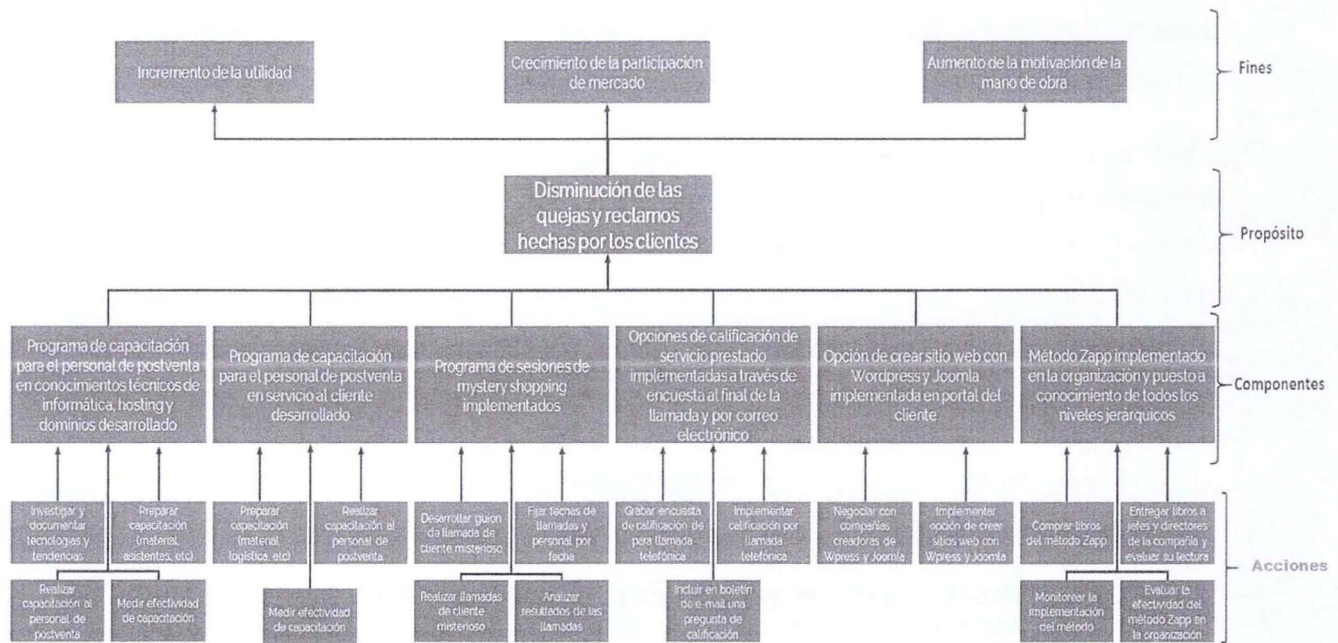 Incremento de la utilidad
Crecimiento de la participación
de mercado
Aumento de la motivación de la
mano de obra
Fines
Disminución de las
quejas y reclamos
hechas por los clientes
Propósito
Programa de capacitación
para el personal de postventa
en conocimientos técnicos de
informática, hosting y
dominios desarrollado
Programa de capacitación
para el personal de postventa
en servicio al cliente
desarrollado
Programa de sesiones de
mystery shopping
implementados
Opciones de calificación de
servicio prestado
implementadas a través de
encuesta al final de la
llamada y por correo
electrónico
Opción de crear sitio web con
Wordpress y Joomla
implementada en portal del
cliente
Método Zapp implementado
en la organización y puesto a
conocimiento de todos los
niveles jerárquicos
Componentes
Investigar y
documentar
tecnologías y
tendencias
Preparar
capacitación
(material,
asistentes, etc)
Preparar
capacitación
(material,
logística, etc)
Realizar
capacitación al
personal de
postventa
Desarrollar guion
de llamada de
cliente misterioso
Fijar fechas de
llamadas y
personal por
fecha
Grabar encuesta
de calificación de
para llamada
telefónica
Implementar
calificación por
llamada
telefónica
Negociar con
compañías
creadoras de
Wpress y Joomla
Implementar
opción de crear
sitios web con
Wpress y Joomla
Comprar libros
del método Zapp
Entregar libros a
jefes y directores
de la compañía y
evaluar su lectura
Acciones
Realizar
capacitación al
personal de
postventa
Medir efectividad
de capacitación
Medir efectividad
de capacitación
Realizar llamadas
de cliente
misterioso
Analizar
resultados de las
llamadas
Incluir en boletín
de e-mail una
pregunta de
calificación
Monitorear la
implementación
del método
Evaluar la
efectividad del
método Zapp en
la organización